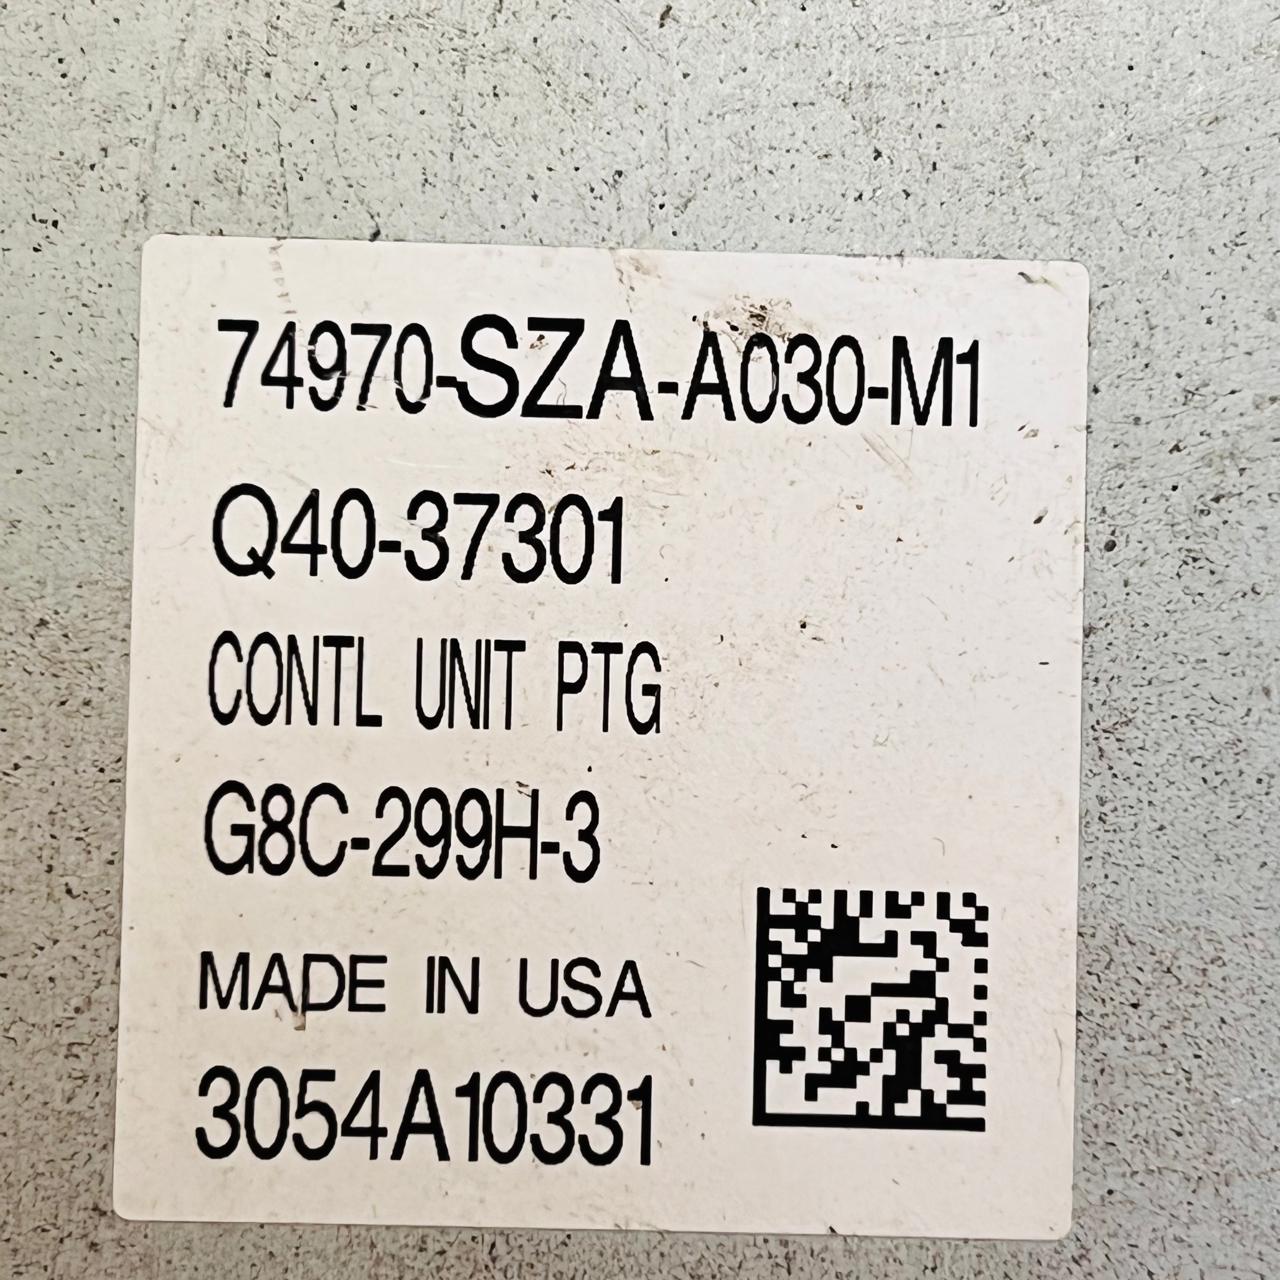 74970-SZA-A030-M1
Q40-37301
CONTL UNIT PTG
G8C-299H-3
MADE IN USA
3054A10331